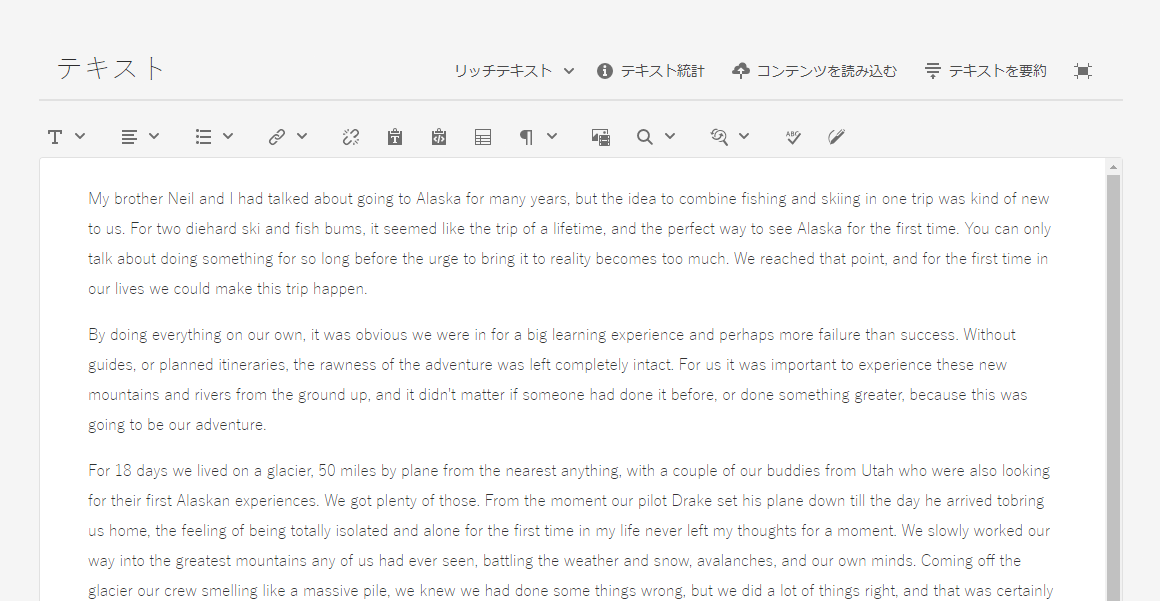 テキスト
リッチテキスト テキスト統計 コンテンツを読み込む テキストを要約
My brother Neil and I had talked about going to Alaska for many years, but the idea to combine fishing and skiing in one trip was kind of new
to us. For two diehard ski and fish bums, it seemed like the trip of a lifetime, and the perfect way to see Alaska for the first time. You can only
talk about doing something for so long before the urge to bring it to reality becomes too much. We reached that point, and for the first time in
our lives we could make this trip happen.
By doing everything on our own, it was obvious we were in for a big learning experience and perhaps more failure than success. Without
guides, or planned itineraries, the rawness of the adventure was left completely intact. For us it was important to experience these new
mountains and rivers from the ground up, and it didn't matter if someone had done it before, or done something greater, because this was
going to be our adventure.
For 18 days we lived on a glacier, 50 miles by plane from the nearest anything, with a couple of our buddies from Utah who were also looking
for their first Alaskan experiences. We got plenty of those. From the moment our pilot Drake set his plane down till the day he arrived tobring
us home, the feeling of being totally isolated and alone for the first time in my life never left my thoughts for a moment. We slowly worked our
way into the greatest mountains any of us had ever seen, battling the weather and snow, avalanches, and our own minds. Coming off the
glacier our crew smelling like a massive pile, we knew we had done some things wrong, but we did a lot of things right, and that was certainly